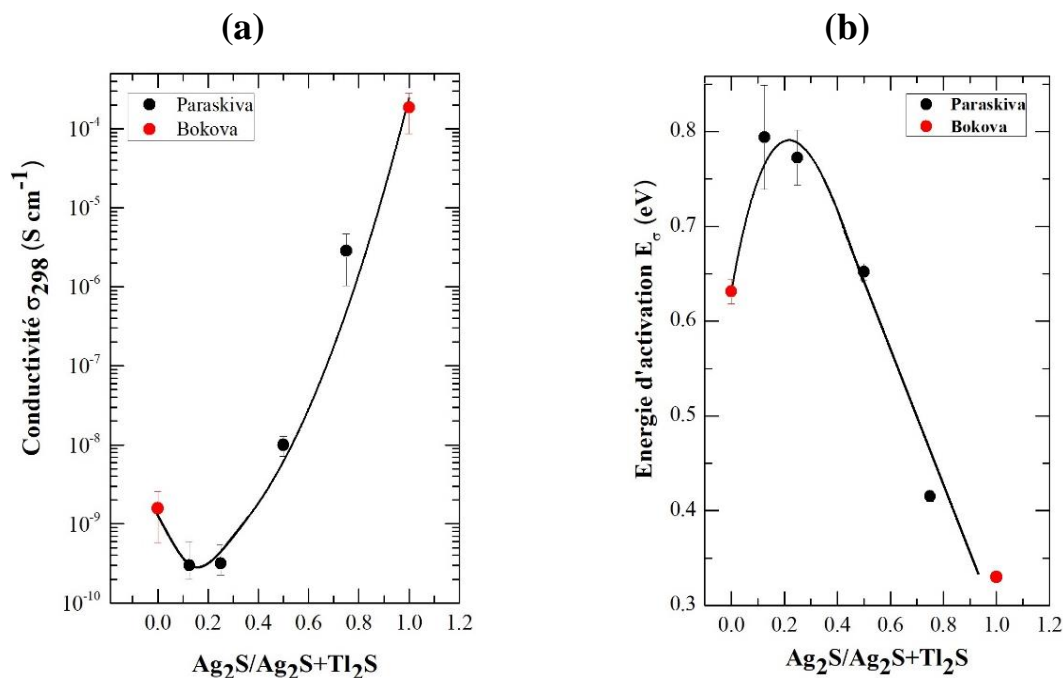 (a)
(b)
Paraskiva
Bokova
Conductivité σ₂₉₈ (S cm⁻¹)
10⁻⁴
10⁻⁵
10⁻⁶
10⁻⁷
10⁻⁸
10⁻⁹
10⁻¹⁰
0.0 0.2 0.4 0.6 0.8 1.0 1.2
Ag₂S/Ag₂S+Tl₂S
Paraskiva
Bokova
Energie d'activation E_σ (eV)
0.8
0.7
0.6
0.5
0.4
0.3
0.0 0.2 0.4 0.6 0.8 1.0 1.2
Ag₂S/Ag₂S+Tl₂S